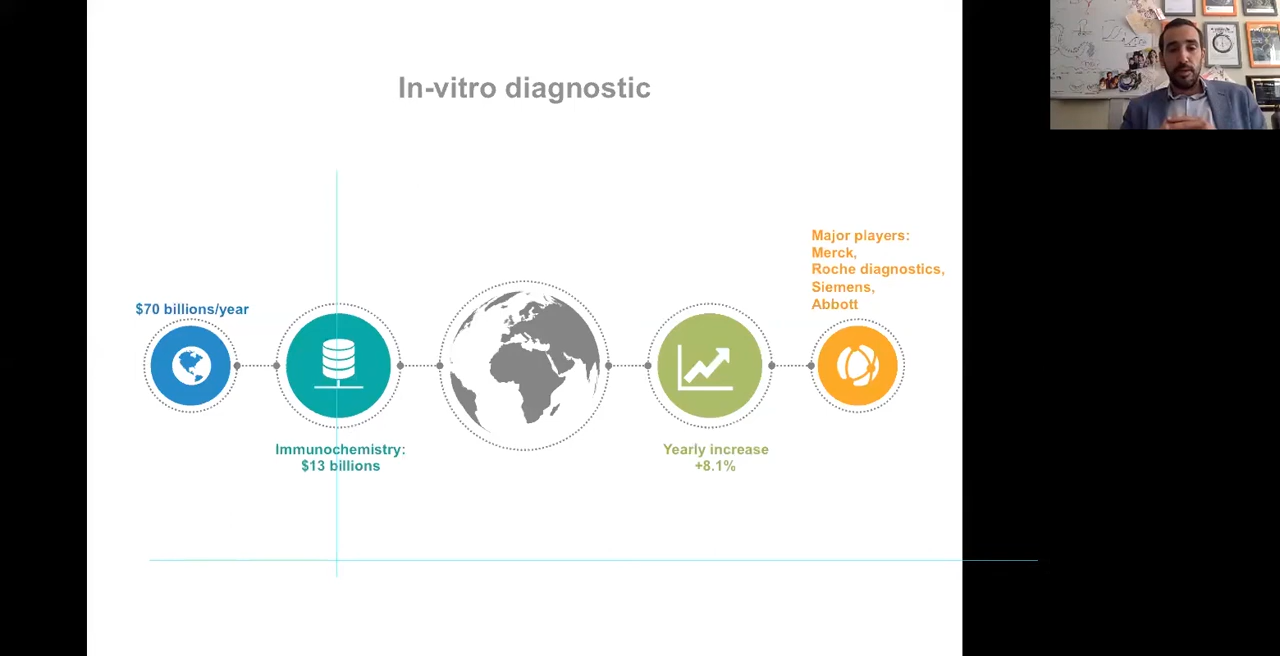 In-vitro diagnostic
Major players:
Merck,
Roche diagnostics,
Siemens,
Abbott
$70 billions/year
Immunochemistry:
$13 billions
Yearly increase
+8.1%